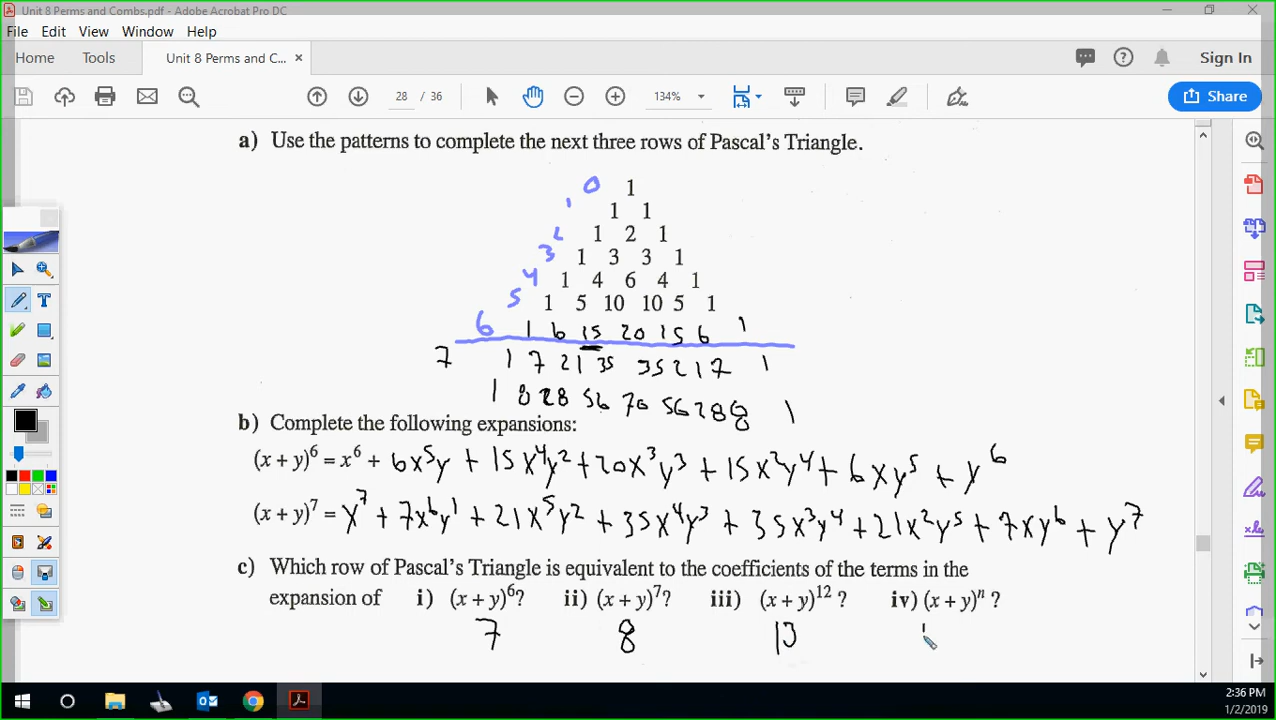 Unit 8 Perms and Combs.pdf - Adobe Acrobat Pro DC
File Edit View Window Help
Home Tools Unit 8 Perms and C... × Sign In
28 / 36 134% Share
a) Use the patterns to complete the next three rows of Pascal's Triangle.
0 1
1 1 1
2 1 2 1
3 1 3 3 1
4 1 4 6 4 1
5 1 5 10 10 5 1
6 1 6 15 20 15 6 1
7 1 7 21 35 35 21 7 1
1 8 28 56 70 56 28 8 1
b) Complete the following expansions:
(x + y)⁶ = x⁶ + 6x⁵y + 15x⁴y² + 20x³y³ + 15x²y⁴ + 6xy⁵ + y⁶
(x + y)⁷ = x⁷ + 7x⁶y¹ + 21x⁵y² + 35x⁴y³ + 35x³y⁴ + 21x²y⁵ + 7xy⁶ + y⁷
c) Which row of Pascal's Triangle is equivalent to the coefficients of the terms in the
expansion of i) (x + y)⁶? ii) (x + y)⁷? iii) (x + y)¹² ? iv) (x + y)ⁿ ?
7 8 13
2:36 PM
1/2/2019